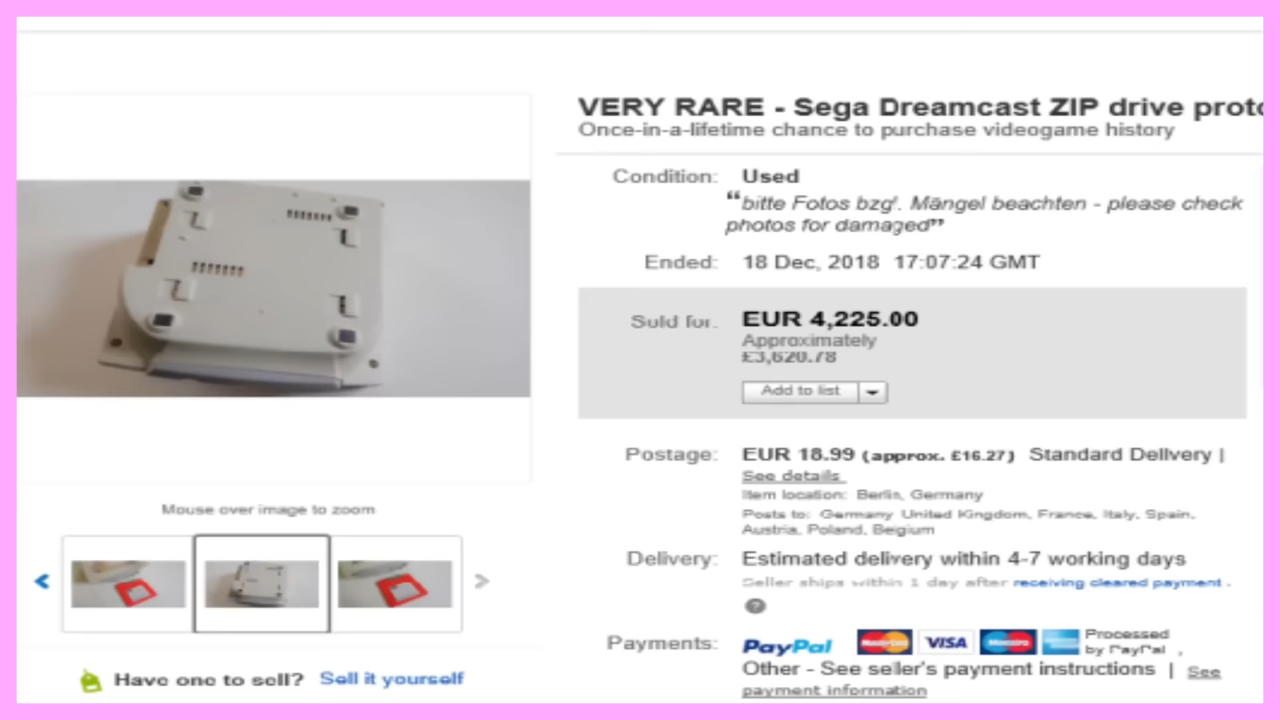 VERY RARE - Sega Dreamcast ZIP drive proto
Once-in-a-lifetime chance to purchase videogame history
Condition: Used
“bitte Fotos bzgl. Mängel beachten - please check
photos for damaged”
Ended: 18 Dec, 2018 17:07:24 GMT
Sold for: EUR 4,225.00
Approximately
£3,620.78
Add to list
Postage: EUR 18.99 (approx. £16.27) Standard Delivery |
See details
Item location: Berlin, Germany
Posts to: Germany United Kingdom, France, Italy, Spain,
Austria, Poland, Belgium
Delivery: Estimated delivery within 4-7 working days
Seller ships within 1 day after receiving cleared payment.
?
Payments: PayPal MasterCard VISA Maestro Processed
by PayPal
Other - See seller's payment instructions | See
payment information
Mouse over image to zoom
Have one to sell? Sell it yourself